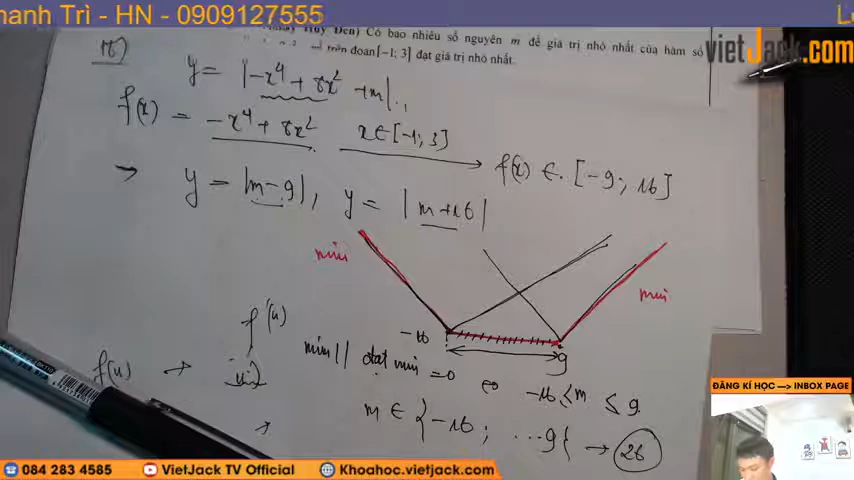 hanh Trì - HN - 0909127555
Huy Đen) Có bao nhiêu số nguyên m để giá trị nhỏ nhất của hàm số
trên đoạn [-1; 3] đạt giá trị nhỏ nhất.
vietJack.com
16)
y = |-x⁴ + 8x² + m|
f(x) = -x⁴ + 8x² x ∈ [-1; 3] → f(x) ∈ [-9; 16]
→ y = |m-9|, y = |m+16|
min
min
-16
9
f'(u)
f(u) →
min || đạt min = 0 ⇔ -16 ≤ m ≤ 9
m ∈ {-16; ...9{ → 26
ĐĂNG KÍ HỌC —> INBOX PAGE
084 283 4585
VietJack TV Official
Khoahoc.vietjack.com